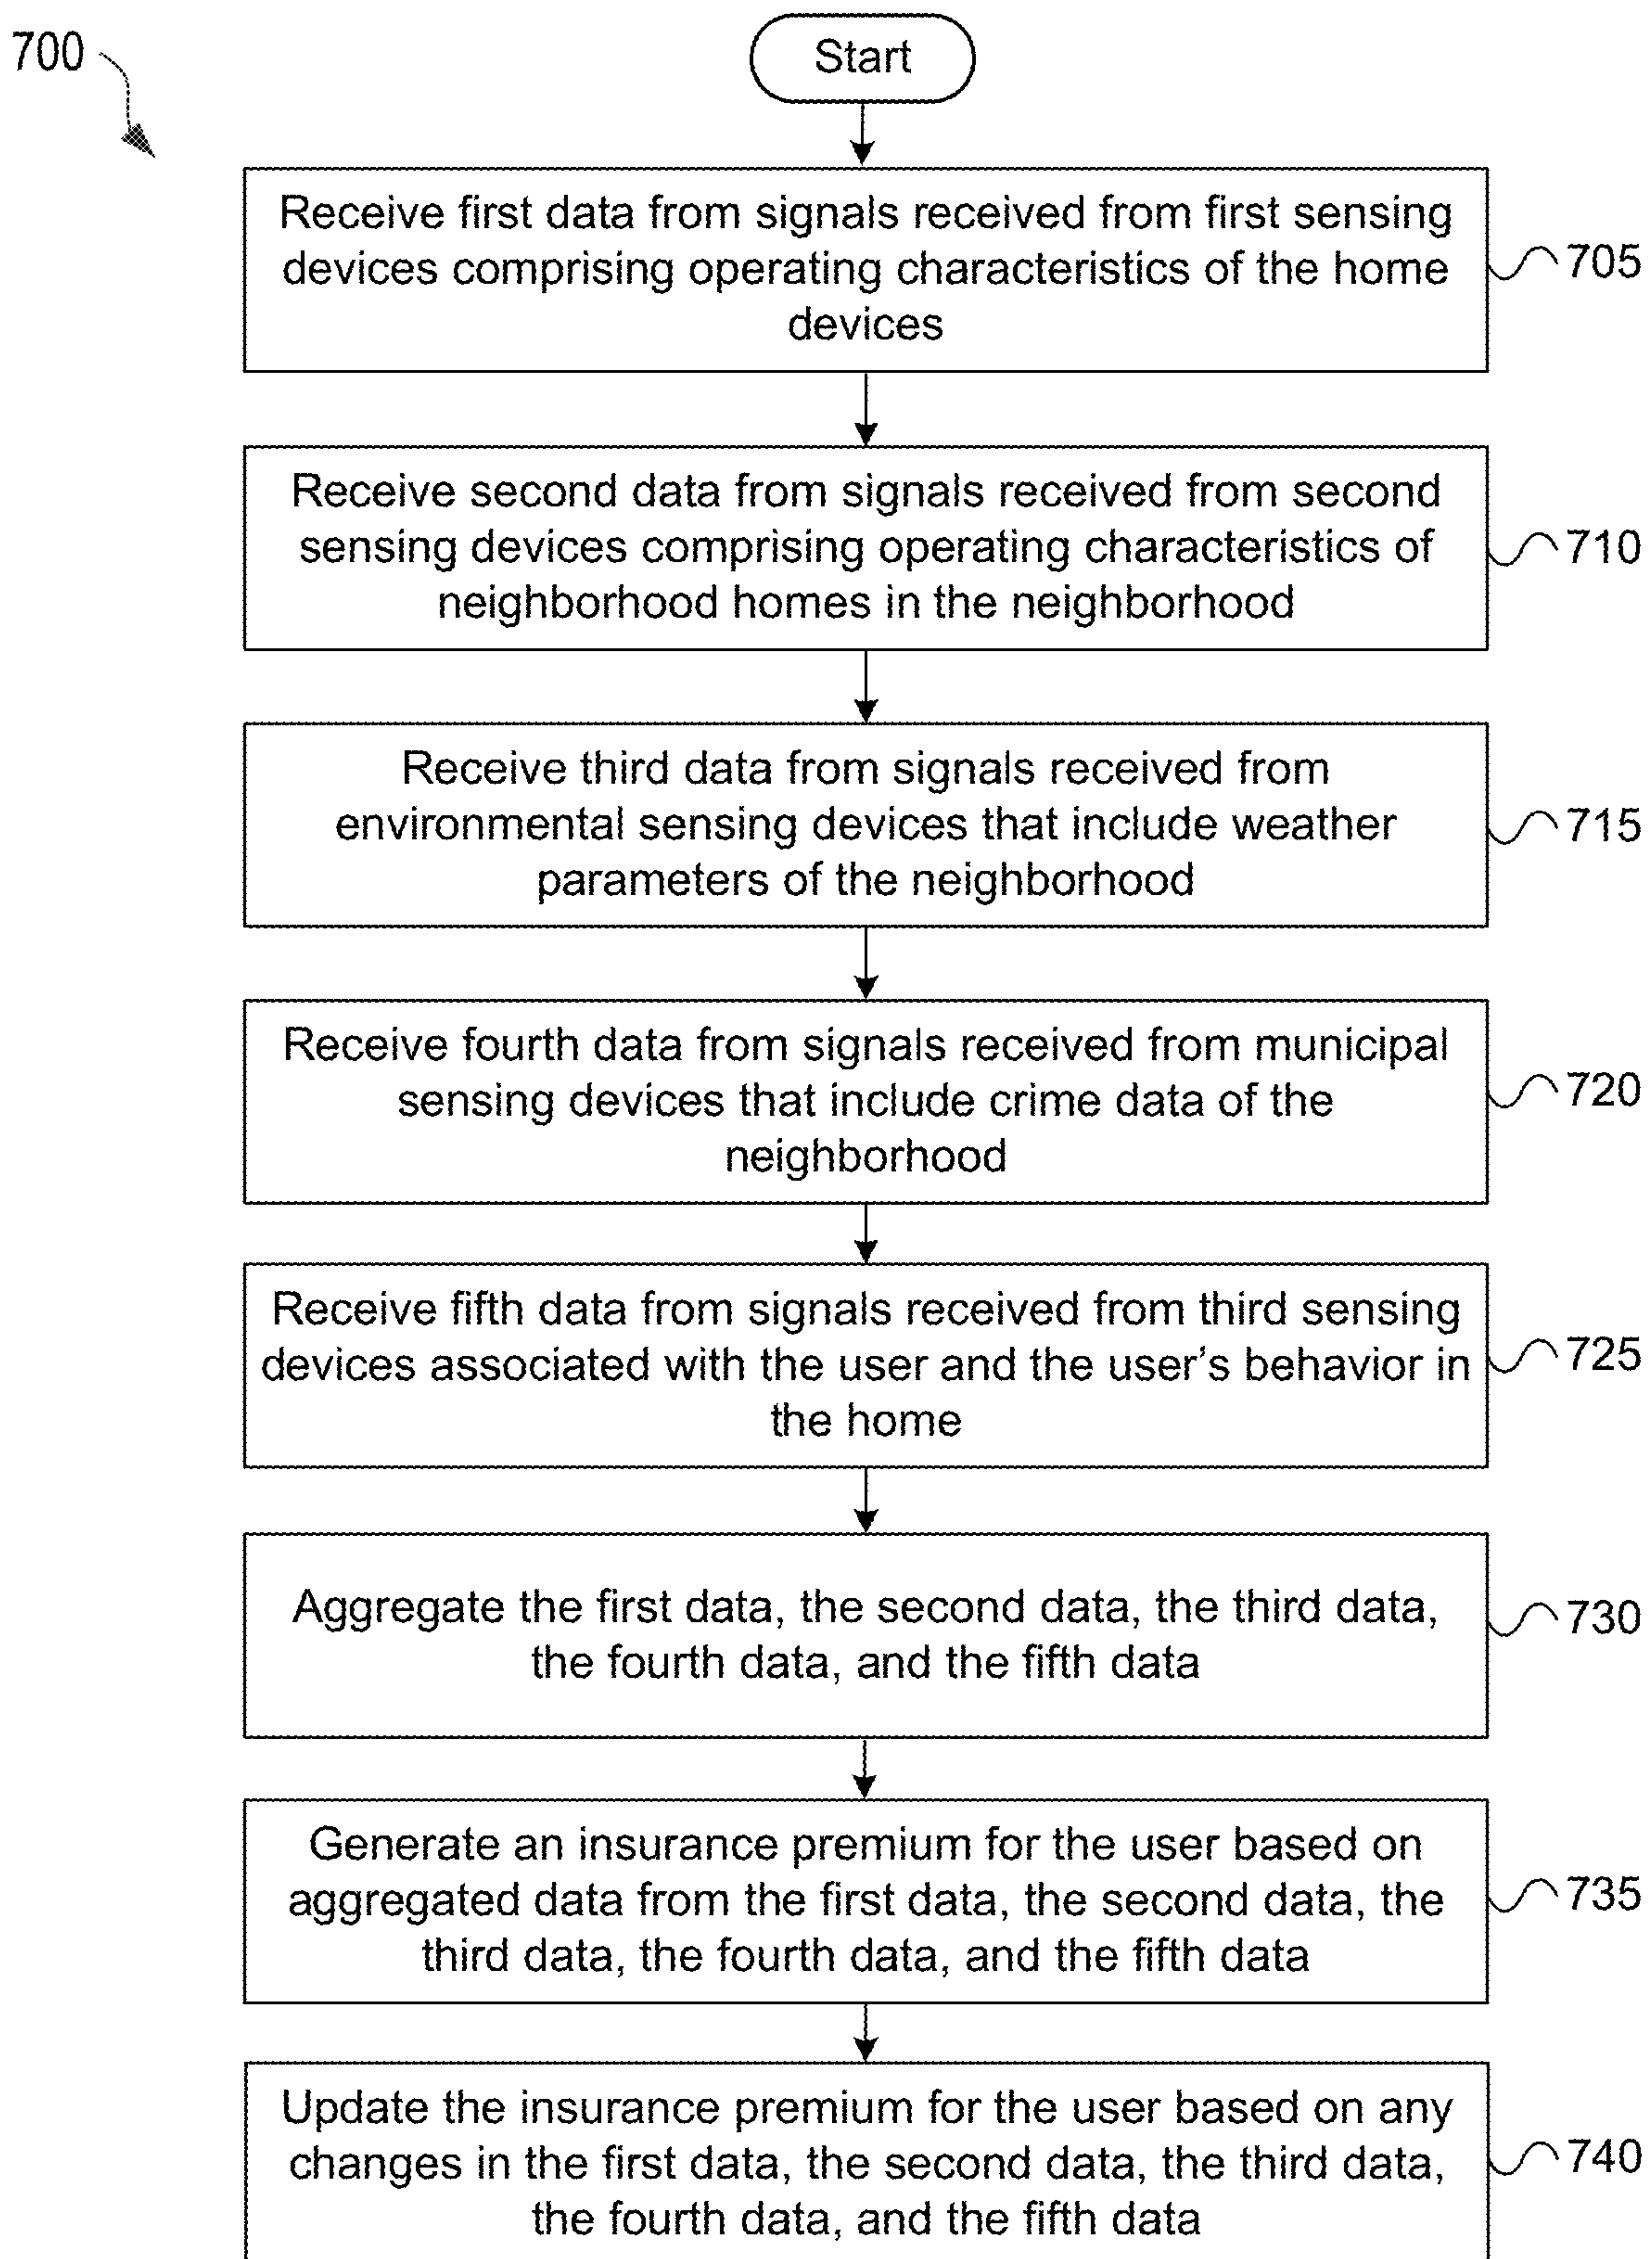 700
Start
Receive first data from signals received from first sensing
devices comprising operating characteristics of the home
devices
705
Receive second data from signals received from second
sensing devices comprising operating characteristics of
neighborhood homes in the neighborhood
710
Receive third data from signals received from
environmental sensing devices that include weather
parameters of the neighborhood
715
Receive fourth data from signals received from municipal
sensing devices that include crime data of the
neighborhood
720
Receive fifth data from signals received from third sensing
devices associated with the user and the user's behavior in
the home
725
Aggregate the first data, the second data, the third data,
the fourth data, and the fifth data
730
Generate an insurance premium for the user based on
aggregated data from the first data, the second data, the
third data, the fourth data, and the fifth data
735
Update the insurance premium for the user based on any
changes in the first data, the second data, the third data,
the fourth data, and the fifth data
740